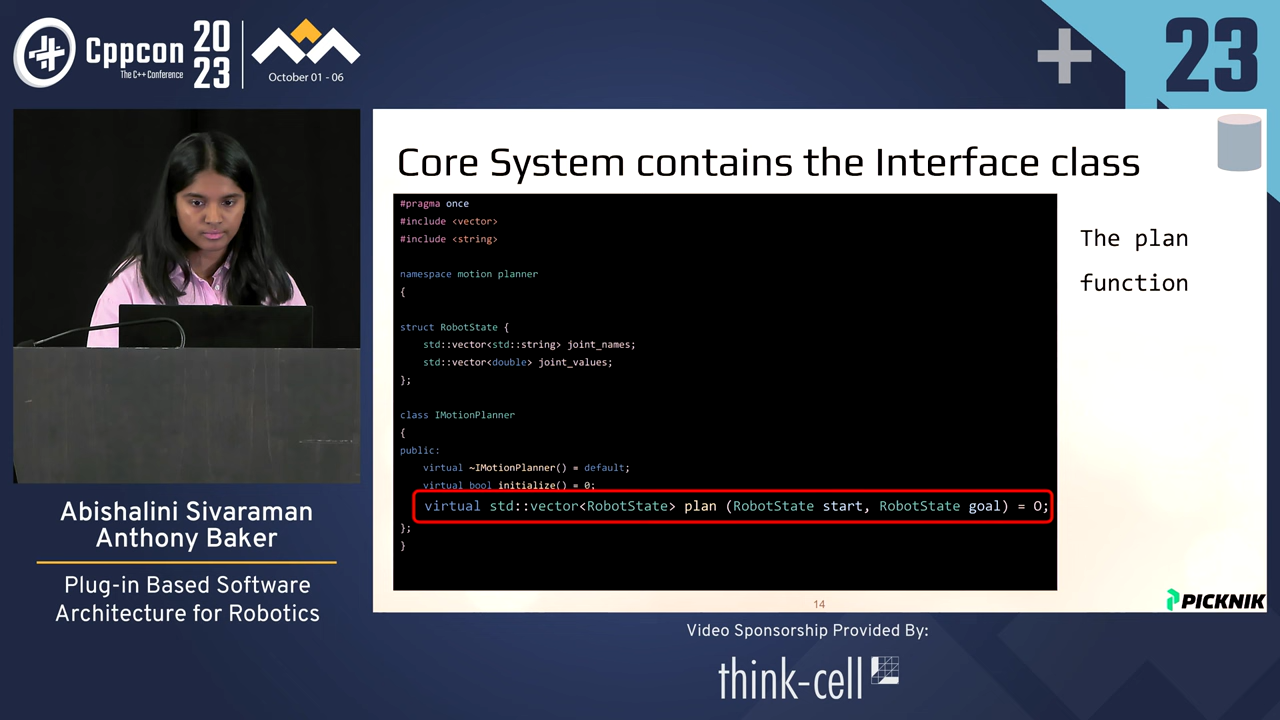 Cppcon
The C++ Conference
20
23
October 01 - 06
23
Core System contains the Interface class
#pragma once
#include <vector>
#include <string>
namespace motion planner
{
struct RobotState {
std::vector<std::string> joint_names;
std::vector<double> joint_values;
};
class IMotionPlanner
{
public:
virtual ~IMotionPlanner() = default;
virtual bool initialize() = 0;
virtual std::vector<RobotState> plan (RobotState start, RobotState goal) = 0;
};
}
The plan
function
14
PICKNIK
Abishalini Sivaraman
Anthony Baker
Plug-in Based Software
Architecture for Robotics
Video Sponsorship Provided By:
think-cell